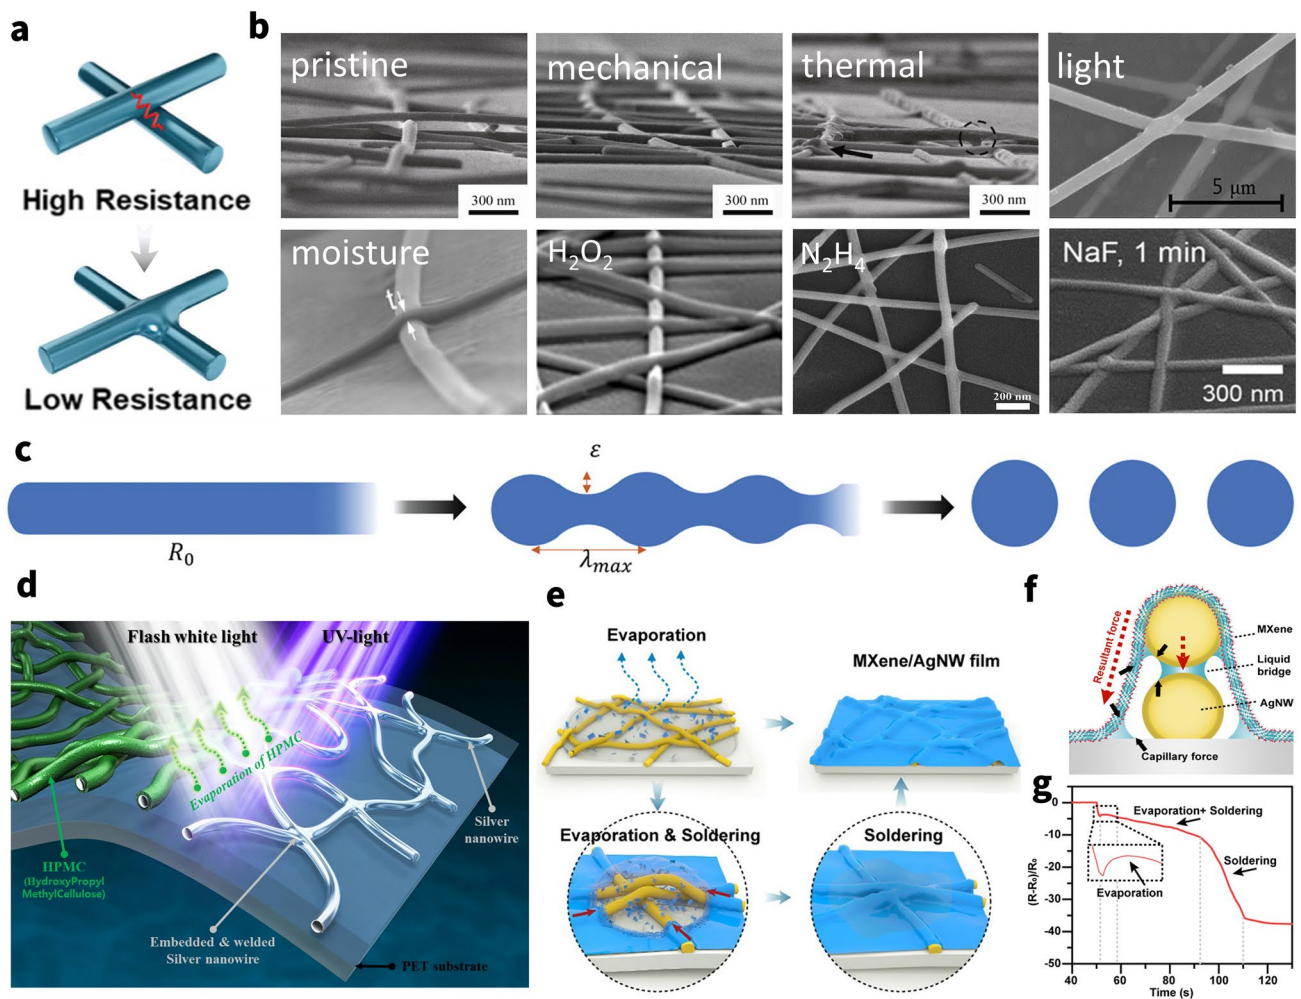 a
High Resistance
Low Resistance
b
pristine
300 nm
mechanical
300 nm
thermal
300 nm
light
5 μm
moisture
t
H2O2
N2H4
200 nm
NaF, 1 min
300 nm
c
R0
ε
λmax
d
Flash white light
UV-light
Evaporation of HPMC
HPMC
(HydroxyPropyl
MethylCellulose)
Silver
nanowire
Embedded & welded
Silver nanowire
PET substrate
e
Evaporation
MXene/AgNW film
Evaporation & Soldering
Soldering
f
Resultant force
MXene
Liquid
bridge
AgNW
Capillary force
g
(R-R0)/R0
0
-10
-20
-30
-40
-50
Evaporation+ Soldering
Soldering
Evaporation
40
60
80
100
120
Time (s)